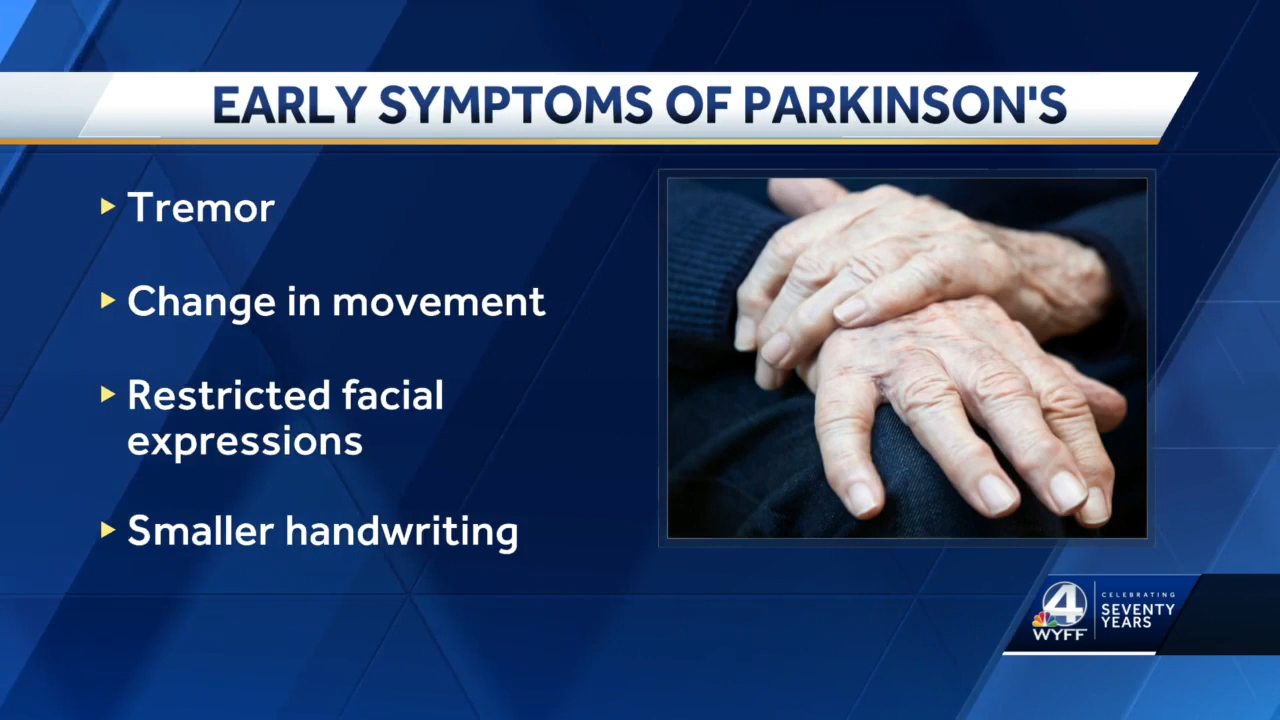 EARLY SYMPTOMS OF PARKINSON'S
Tremor
Change in movement
Restricted facial
expressions
Smaller handwriting
4
WYFF
CELEBRATING
SEVENTY
YEARS